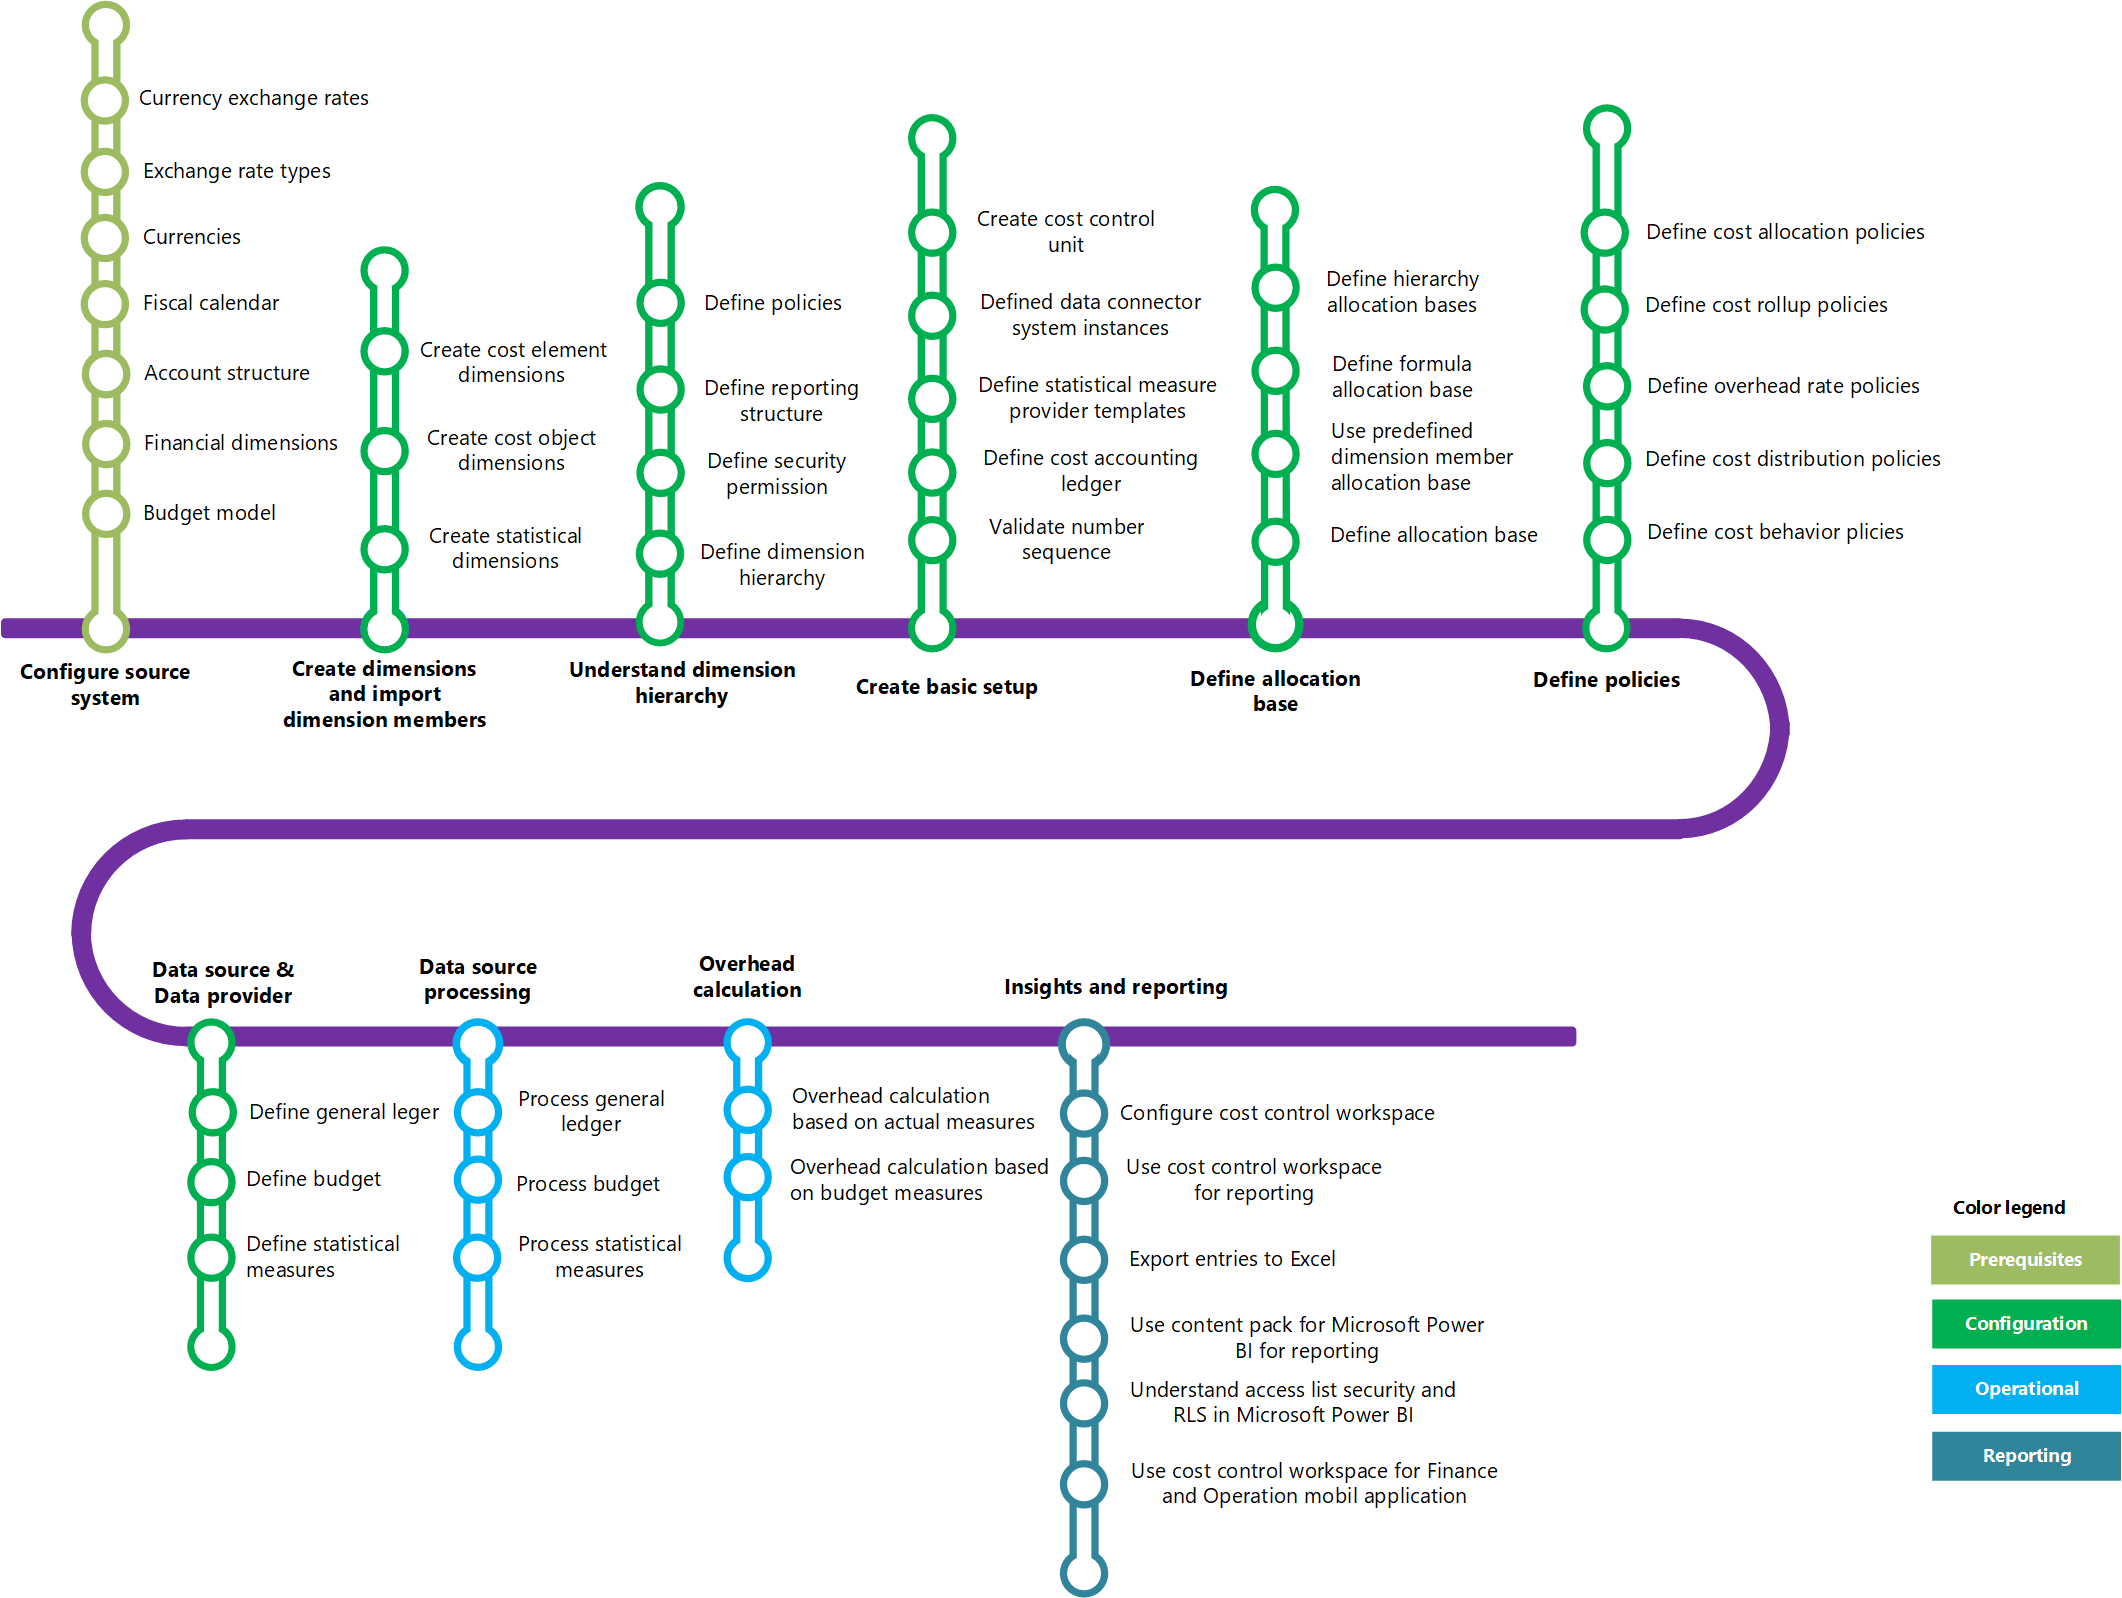 Currency exchange rates
Exchange rate types
Currencies
Fiscal calendar
Account structure
Financial dimensions
Budget model
Configure source
system
Create cost element
dimensions
Create cost object
dimensions
Create statistical
dimensions
Create dimensions
and import
dimension members
Define policies
Define reporting
structure
Define security
permission
Define dimension
hierarchy
Understand dimension
hierarchy
Create cost control
unit
Defined data connector
system instances
Define statistical measure
provider templates
Define cost accounting
ledger
Validate number
sequence
Create basic setup
Define hierarchy
allocation bases
Define formula
allocation base
Use predefined
dimension member
allocation base
Define allocation base
Define allocation
base
Define cost allocation policies
Define cost rollup policies
Define overhead rate policies
Define cost distribution policies
Define cost behavior plicies
Define policies
Data source &
Data provider
Define general leger
Define budget
Define statistical
measures
Data source
processing
Process general
ledger
Process budget
Process statistical
measures
Overhead
calculation
Overhead calculation
based on actual measures
Overhead calculation based
on budget measures
Insights and reporting
Configure cost control workspace
Use cost control workspace
for reporting
Export entries to Excel
Use content pack for Microsoft Power
BI for reporting
Understand access list security and
RLS in Microsoft Power BI
Use cost control workspace for Finance
and Operation mobil application
Color legend
Prerequisites
Configuration
Operational
Reporting